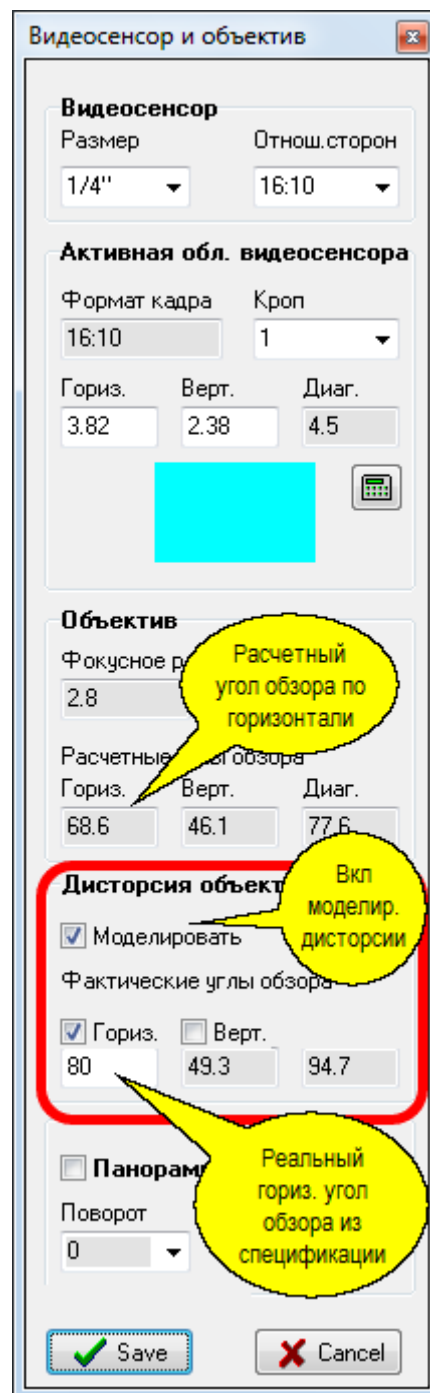 Видеосенсор и объектив
Видеосенсор
Размер Отнош.сторон
1/4" 16:10
Активная обл. видеосенсора
Формат кадра Кроп
16:10 1
Гориз. Верт. Диаг.
3.82 2.38 4.5
Объектив
Фокусное р
2.8
Расчетный
угол обзора по
горизонтали
Расчетные обзора
Гориз. Верт. Диаг.
68.6 46.1 77.6
Дисторсия объект
Вкл
моделир.
дисторсии
Моделировать
Фактические углы обзора
Гориз. Верт.
80 49.3 94.7
Реальный
гориз. угол
обзора из
спецификации
Панорам
Поворот
0
Save Cancel